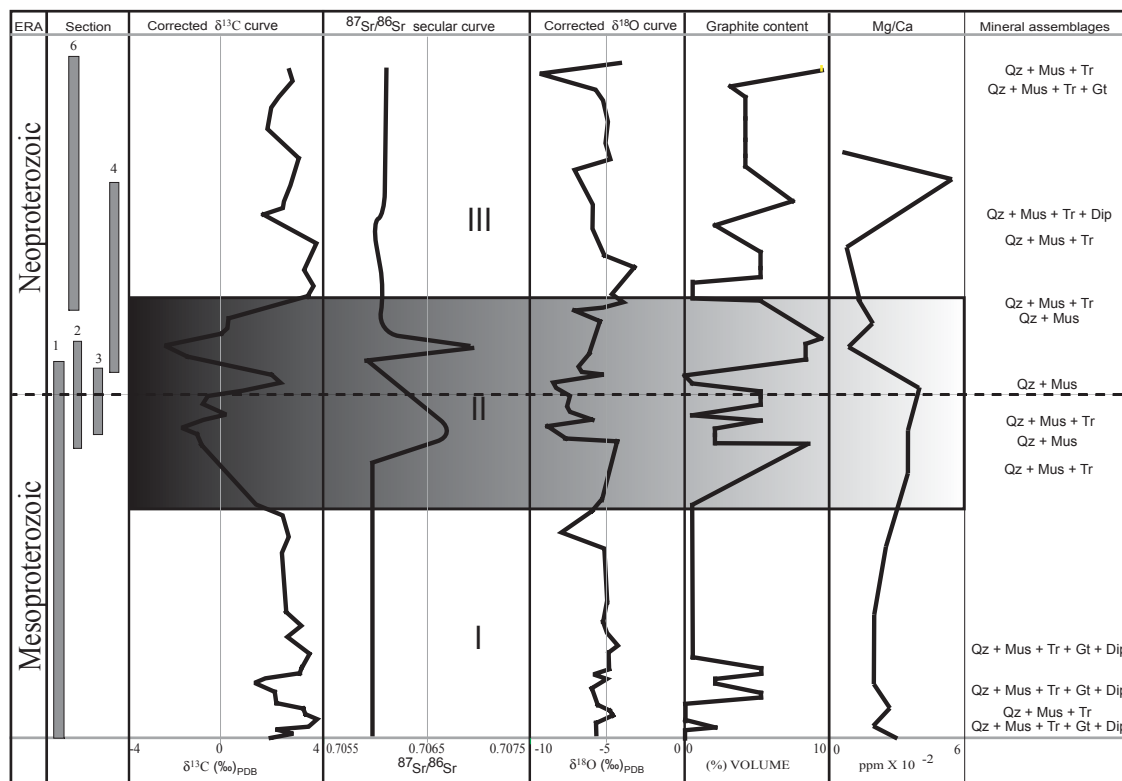 ERA Section Corrected δ¹³C curve ⁸⁷Sr/⁸⁶Sr secular curve Corrected δ¹⁸O curve Graphite content Mg/Ca Mineral assemblages
6
Qz + Mus + Tr
Qz + Mus + Tr + Gt
4
Neoproterozoic
III
Qz + Mus + Tr + Dip
Qz + Mus + Tr
Qz + Mus + Tr
Qz + Mus
2
1
3
Qz + Mus
II
Qz + Mus + Tr
Qz + Mus
Qz + Mus + Tr
Mesoproterozoic
I
Qz + Mus + Tr + Gt + Dip
Qz + Mus + Tr + Gt + Dip
Qz + Mus + Tr
Qz + Mus + Tr + Gt + Dip
-4 0 4 0.7055 0.7065 0.7075 -10 -5 0 0 10 0 6
δ¹³C (‰)PDB ⁸⁷Sr/⁸⁶Sr δ¹⁸O (‰)PDB (%) VOLUME ppm X 10⁻²